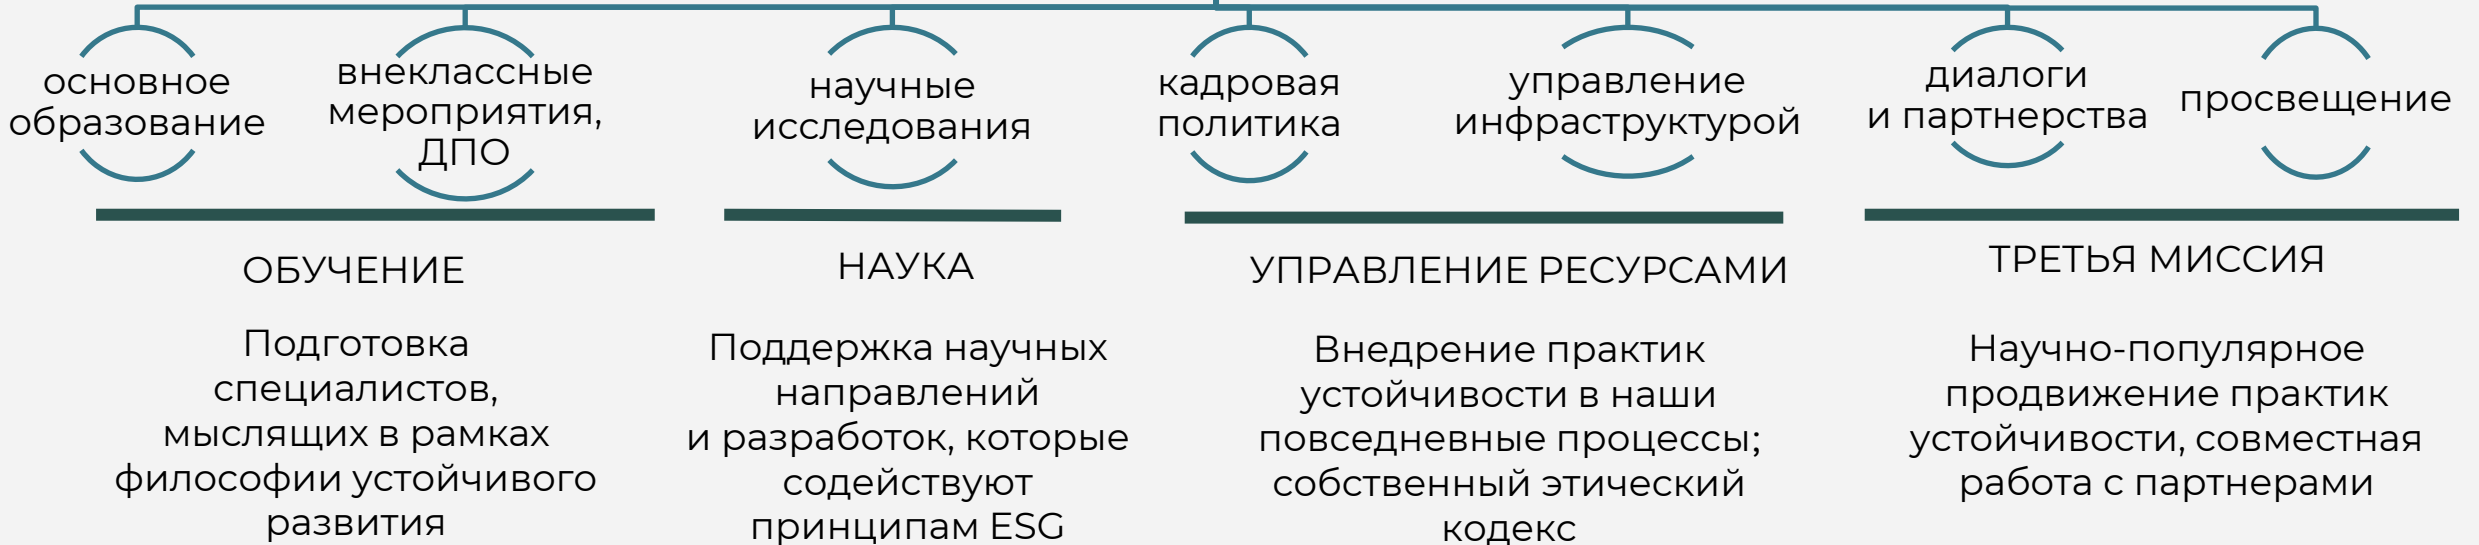 основное
образование
внеклассные
мероприятия,
ДПО
научные
исследования
кадровая
политика
управление
инфраструктурой
диалоги
и партнерства
просвещение
ОБУЧЕНИЕ
Подготовка
специалистов,
мыслящих в рамках
философии устойчивого
развития
НАУКА
Поддержка научных
направлений
и разработок, которые
содействуют
принципам ESG
УПРАВЛЕНИЕ РЕСУРСАМИ
Внедрение практик
устойчивости в наши
повседневные процессы;
собственный этический
кодекс
ТРЕТЬЯ МИССИЯ
Научно-популярное
продвижение практик
устойчивости, совместная
работа с партнерами